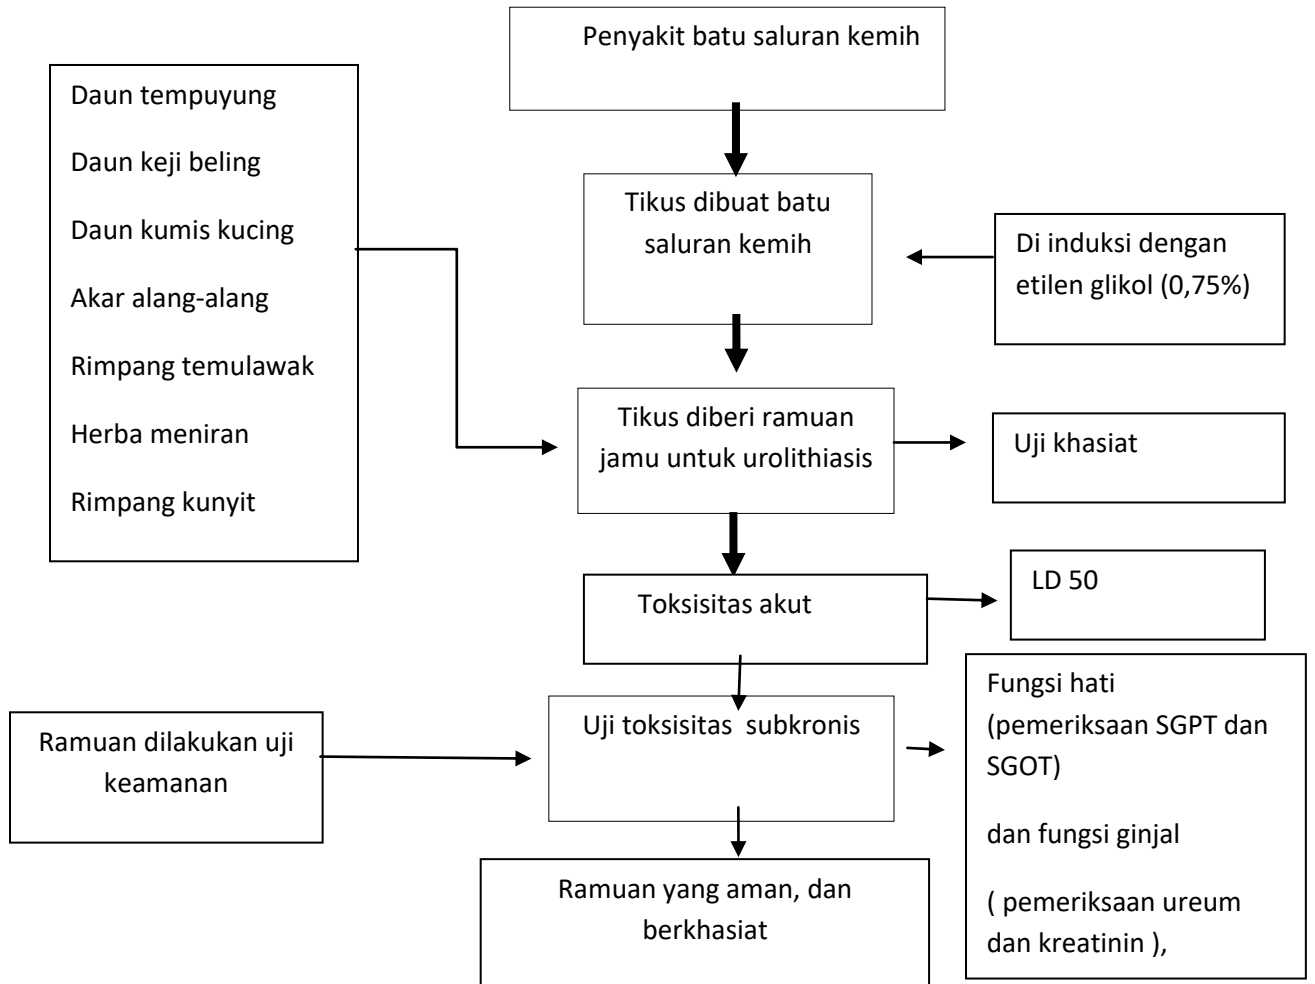 Penyakit batu saluran kemih
Daun tempuyung
Daun keji beling
Daun kumis kucing
Akar alang-alang
Rimpang temulawak
Herba meniran
Rimpang kunyit
Tikus dibuat batu
saluran kemih
Di induksi dengan
etilen glikol (0,75%)
Tikus diberi ramuan
jamu untuk urolithiasis
Uji khasiat
Toksisitas akut
LD 50
Ramuan dilakukan uji
keamanan
Uji toksisitas  subkronis
Fungsi hati
(pemeriksaan SGPT dan
SGOT)
dan fungsi ginjal
( pemeriksaan ureum
dan kreatinin ),
Ramuan yang aman, dan
berkhasiat